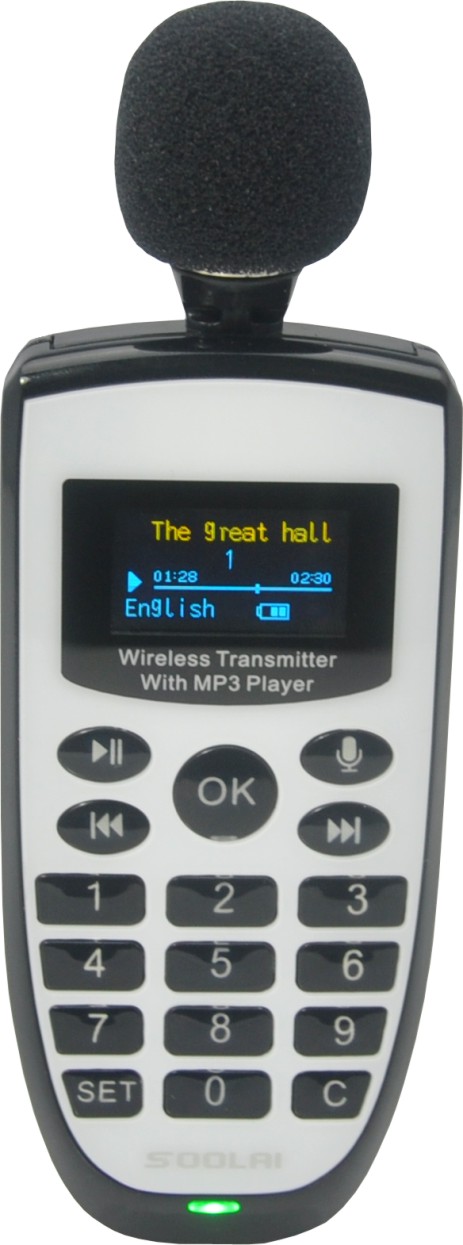 The great hall
1
01:28 02:30
English
Wireless Transmitter
With MP3 Player
OK
1 2 3
4 5 6
7 8 9
SET 0 C
SOOLAI